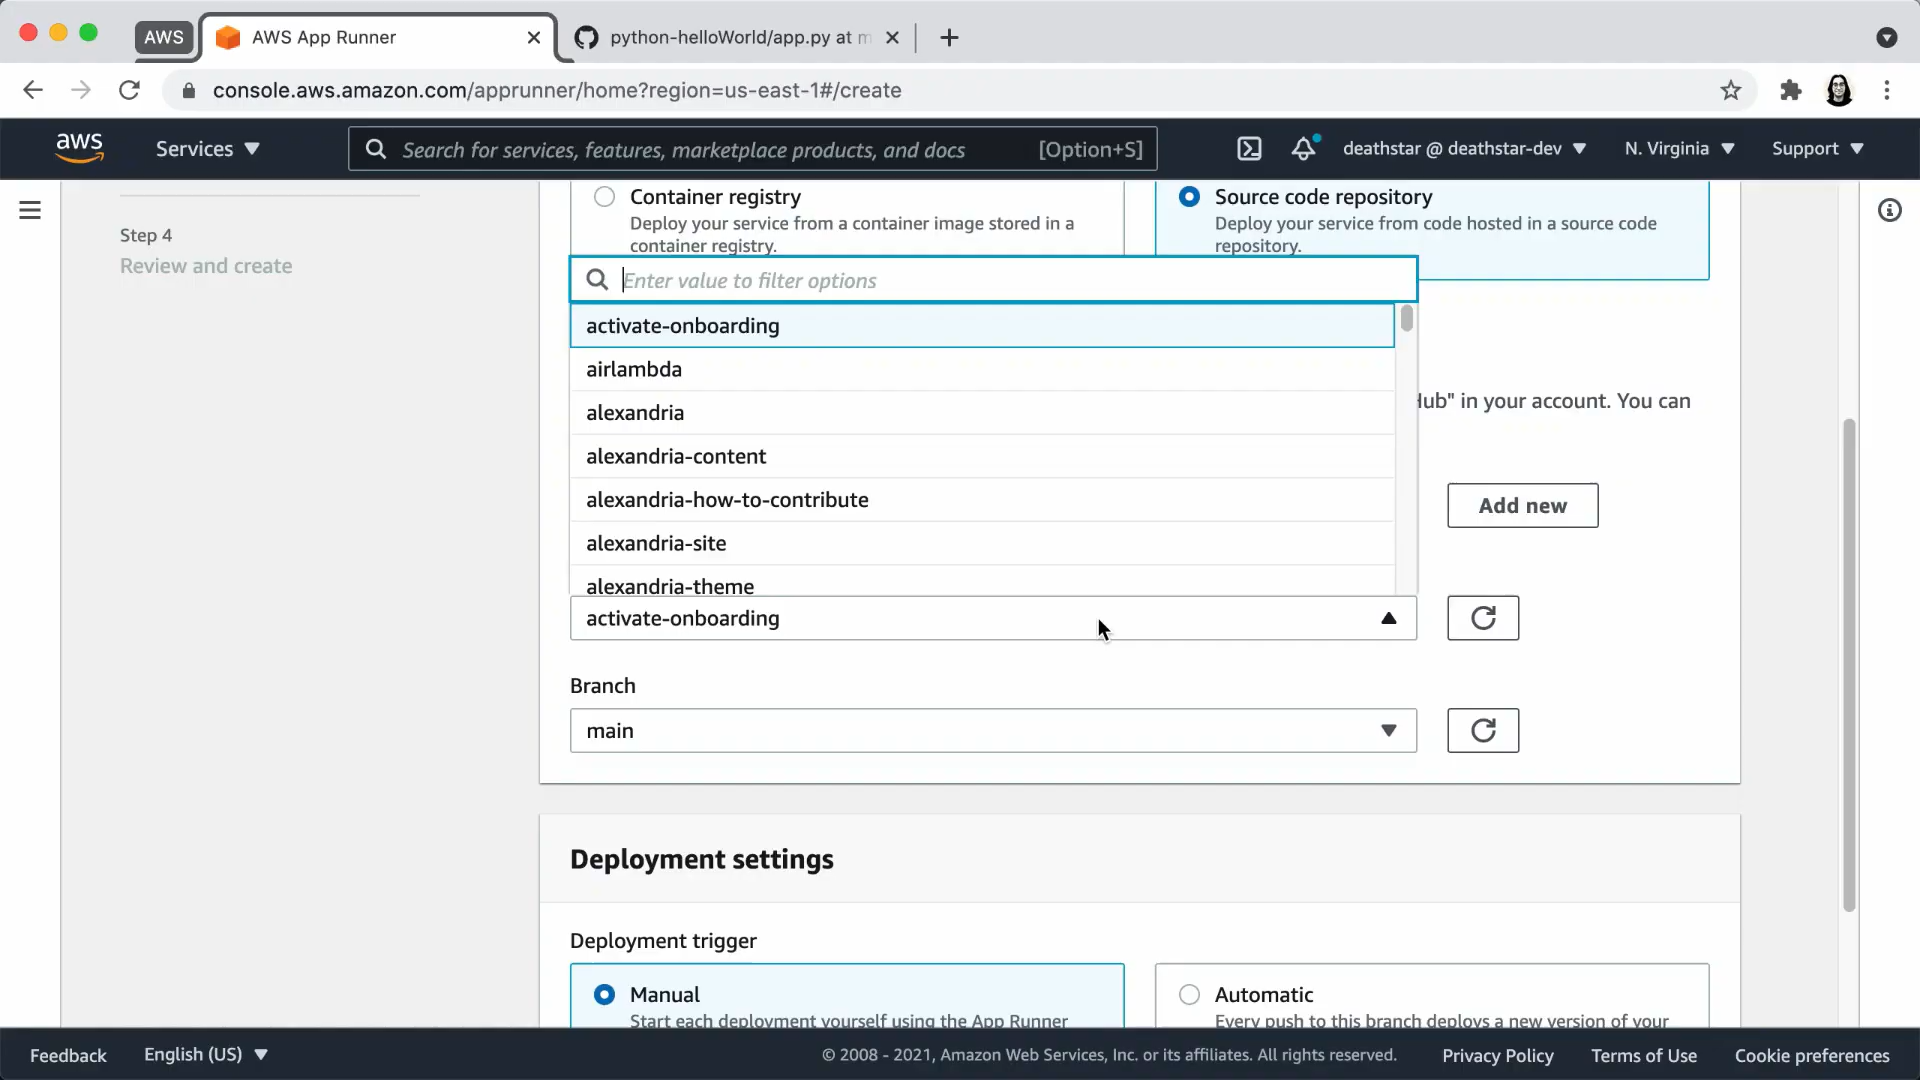 AWS
AWS App Runner
python-helloWorld/app.py at m
console.aws.amazon.com/apprunner/home?region=us-east-1#/create
aws
Services
Search for services, features, marketplace products, and docs
[Option+S]
deathstar @ deathstar-dev
N. Virginia
Support
Step 4
Review and create
Container registry
Deploy your service from a container image stored in a
container registry.
Source code repository
Deploy your service from code hosted in a source code
repository.
Enter value to filter options
activate-onboarding
airlambda
alexandria
alexandria-content
alexandria-how-to-contribute
alexandria-site
alexandria-theme
Hub" in your account. You can
Add new
activate-onboarding
Branch
main
Deployment settings
Deployment trigger
Manual
Start each deployment yourself using the App Runner
Automatic
Every push to this branch deploys a new version of your
Feedback
English (US)
© 2008 - 2021, Amazon Web Services, Inc. or its affiliates. All rights reserved.
Privacy Policy
Terms of Use
Cookie preferences